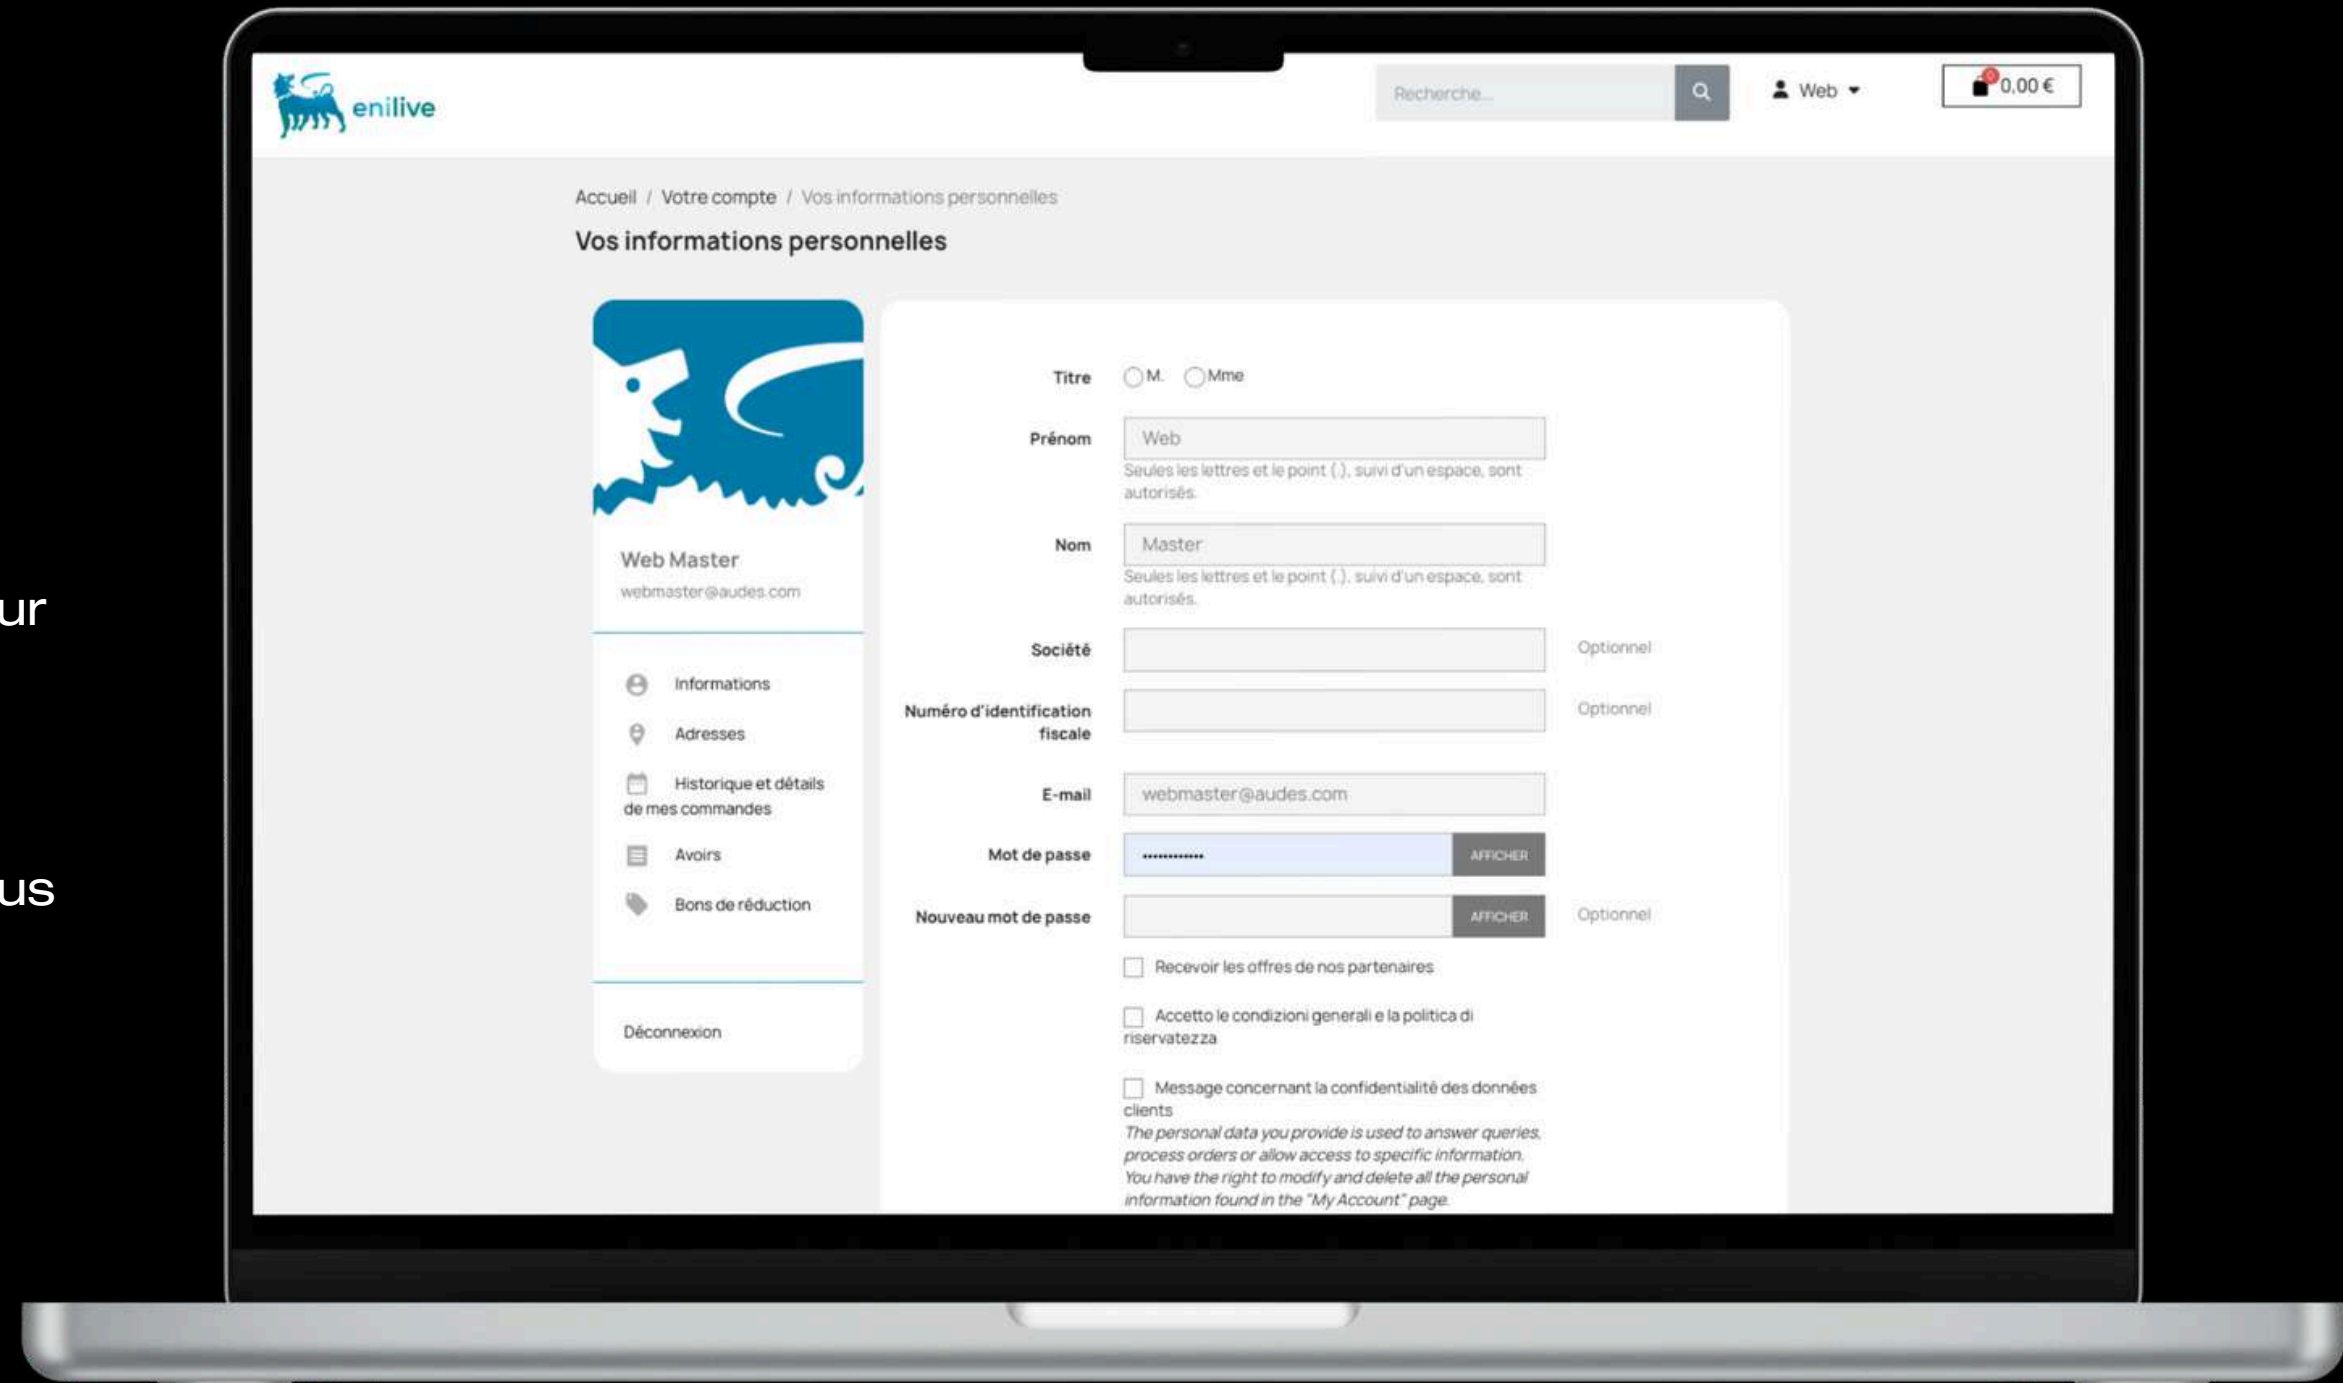 enilive
Recherche...
Web
0
0,00 €
Accueil / Votre compte / Vos informations personnelles
Vos informations personnelles
Web Master
webmaster@audes.com
Informations
Adresses
Historique et détails
de mes commandes
Avoirs
Bons de réduction
Déconnexion
Titre
M.
Mme
Prénom
Web
Seules les lettres et le point (.), suivi d'un espace, sont
autorisés.
Nom
Master
Seules les lettres et le point (.), suivi d'un espace, sont
autorisés.
Société
Optionnel
Numéro d'identification
fiscale
Optionnel
E-mail
webmaster@audes.com
Mot de passe
••••••••••••
AFFICHER
Nouveau mot de passe
AFFICHER
Optionnel
Recevoir les offres de nos partenaires
Accetto le condizioni generali e la politica di
riservatezza
Message concernant la confidentialité des données
clients
The personal data you provide is used to answer queries,
process orders or allow access to specific information.
You have the right to modify and delete all the personal
information found in the "My Account" page.
ur
us